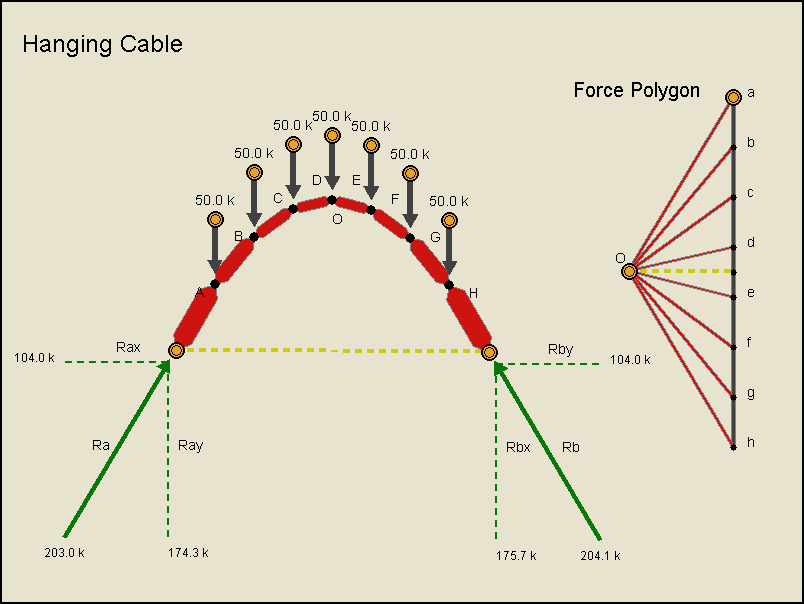 Hanging Cable
Force Polygon
50.0 k
50.0 k
50.0 k
50.0 k
50.0 k
50.0 k
50.0 k
A
B
C
D
E
F
G
H
O
a
b
c
d
O
e
f
g
h
104.0 k
Rax
Rby
104.0 k
Ra
Ray
Rbx
Rb
203.0 k
174.3 k
175.7 k
204.1 k